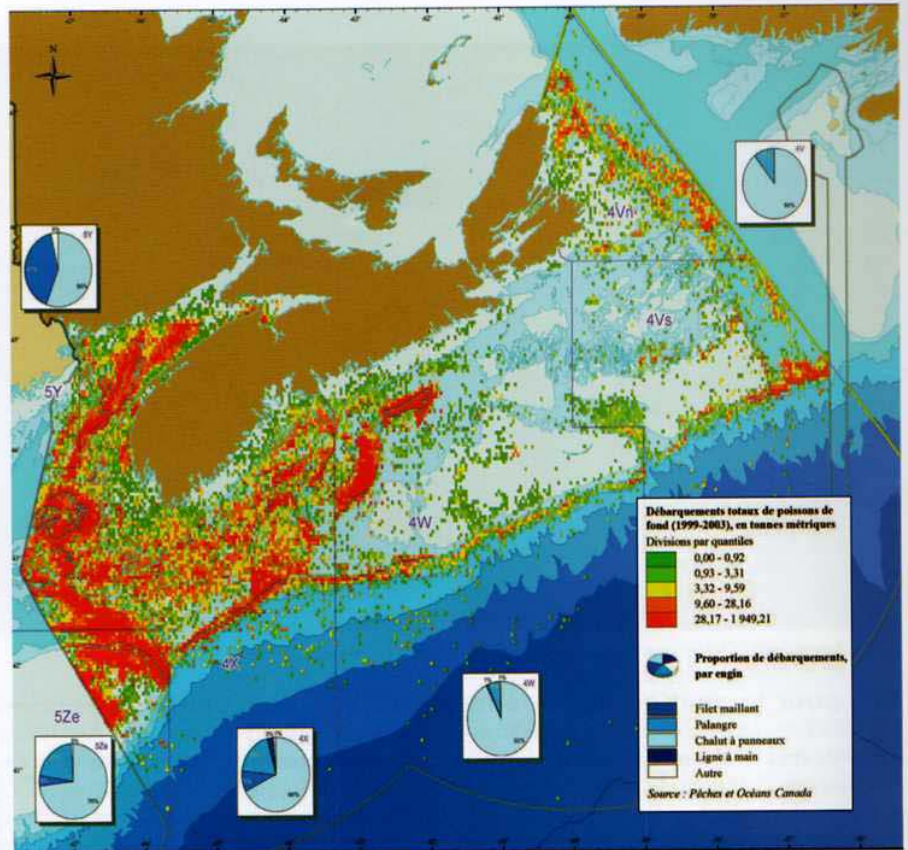 N
4Vn
4V
90%
5Y
4Vs
5Y
4W
4X
5Ze
4W
5Ze
4X
Débarquements totaux de poissons de
fond (1999-2003), en tonnes métriques
Divisions par quantiles
0,00 - 0,92
0,93 - 3,31
3,32 - 9,59
9,60 - 28,16
28,17 - 1 949,21
Proportion de débarquements,
par engin
Filet maillant
Palangre
Chalut à panneaux
Ligne à main
Autre
Source : Pêches et Océans Canada